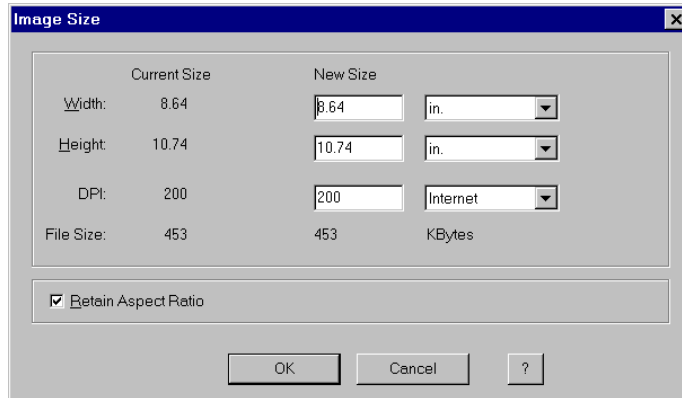 Image Size
Current Size New Size
Width: 8.64 8.64 in.
Height: 10.74 10.74 in.
DPI: 200 200 Internet
File Size: 453 453 KBytes
Retain Aspect Ratio
OK Cancel ?